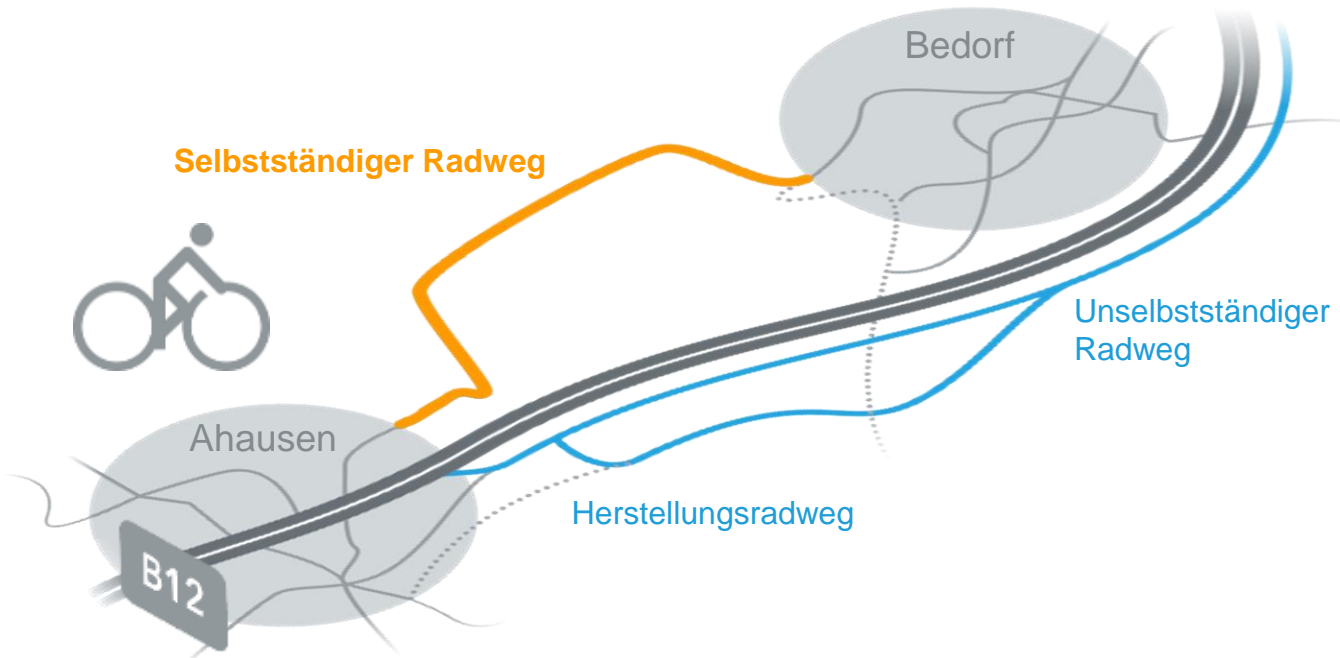 Bedorf
Selbstständiger Radweg
Unselbstständiger
Radweg
Ahausen
Herstellungsradweg
B12